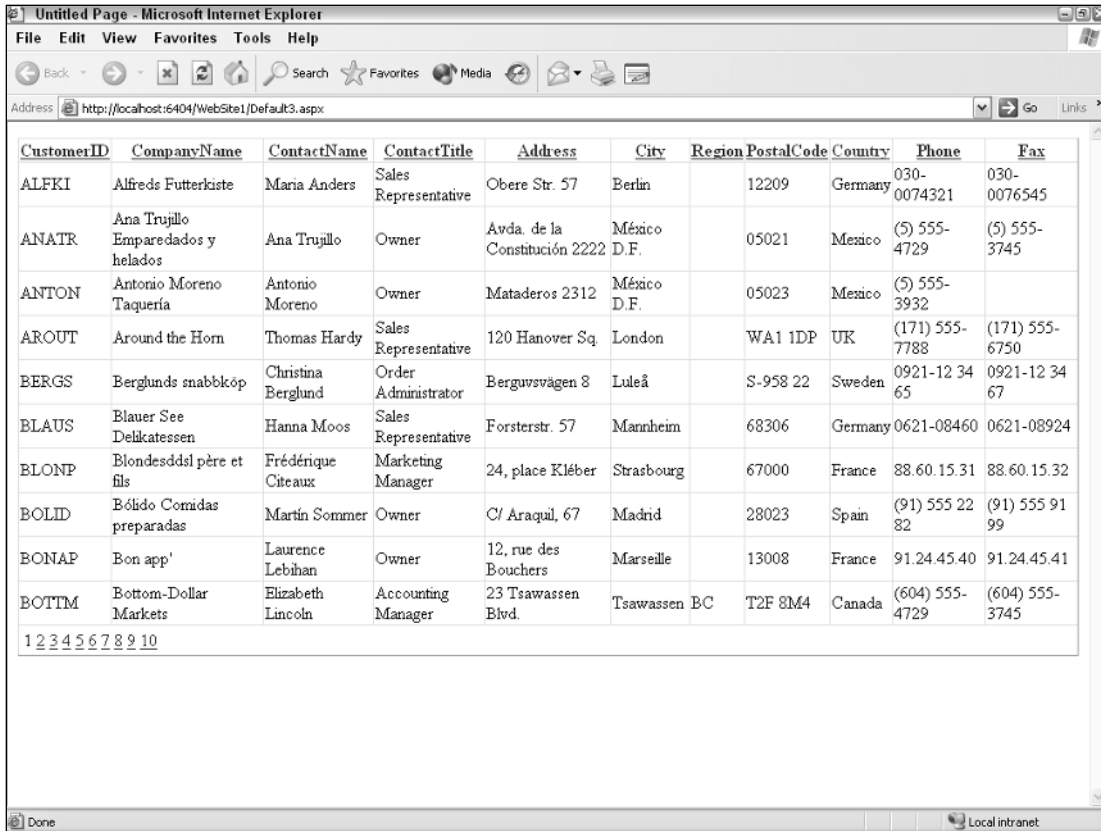 Untitled Page - Microsoft Internet Explorer
File Edit View Favorites Tools Help
Back Search Favorites Media
Address http://localhost:6404/WebSite1/Default3.aspx Go Links
CustomerID CompanyName ContactName ContactTitle Address City Region PostalCode Country Phone Fax
ALFKI Alfreds Futterkiste Maria Anders Sales Representative Obere Str. 57 Berlin 12209 Germany 030-0074321 030-0076545
ANATR Ana Trujillo Emparedados y helados Ana Trujillo Owner Avda. de la Constitución 2222 México D.F. 05021 Mexico (5) 555-4729 (5) 555-3745
ANTON Antonio Moreno Taquería Antonio Moreno Owner Mataderos 2312 México D.F. 05023 Mexico (5) 555-3932
AROUT Around the Horn Thomas Hardy Sales Representative 120 Hanover Sq. London WA1 1DP UK (171) 555-7788 (171) 555-6750
BERGS Berglunds snabbköp Christina Berglund Order Administrator Berguvsvägen 8 Luleå S-958 22 Sweden 0921-12 34 65 0921-12 34 67
BLAUS Blauer See Delikatessen Hanna Moos Sales Representative Forsterstr. 57 Mannheim 68306 Germany 0621-08460 0621-08924
BLONP Blondesddsl père et fils Frédérique Citeaux Marketing Manager 24, place Kléber Strasbourg 67000 France 88.60.15.31 88.60.15.32
BOLID Bólido Comidas preparadas Martín Sommer Owner C/ Araquil, 67 Madrid 28023 Spain (91) 555 22 82 (91) 555 91 99
BONAP Bon app' Laurence Lebihan Owner 12, rue des Bouchers Marseille 13008 France 91.24.45.40 91.24.45.41
BOTTM Bottom-Dollar Markets Elizabeth Lincoln Accounting Manager 23 Tsawassen Blvd. Tsawassen BC T2F 8M4 Canada (604) 555-4729 (604) 555-3745
1 2 3 4 5 6 7 8 9 10
Done Local intranet